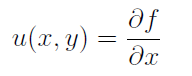 u(x, y) = ∂f/∂x